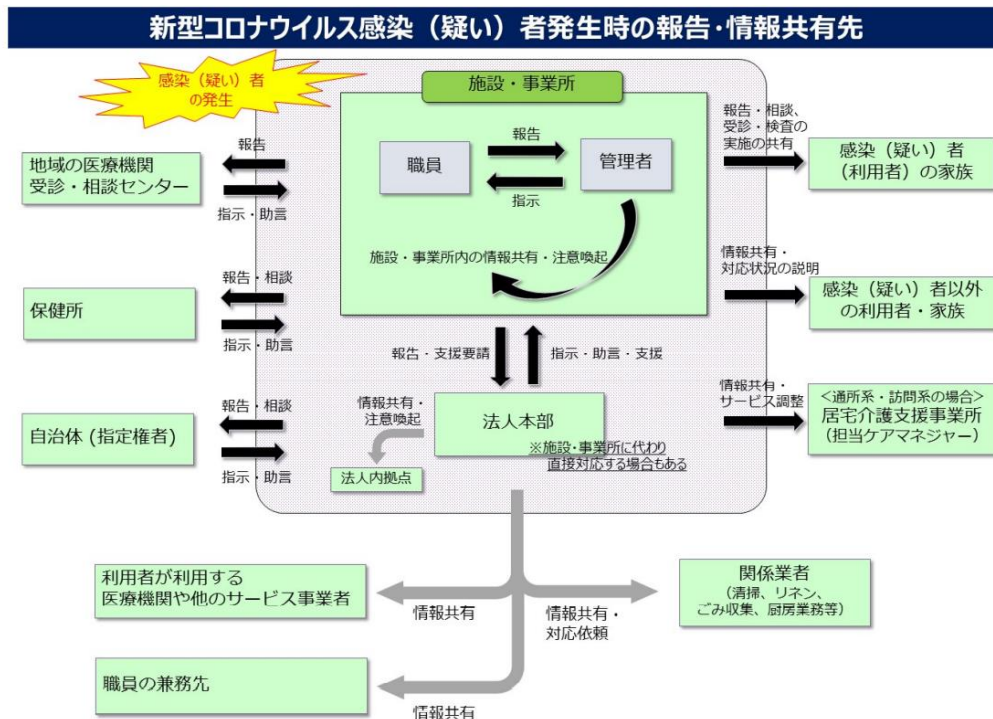 新型コロナウイルス感染（疑い）者発生時の報告･情報共有先
感染（疑い）者
の発生
施設・事業所
職員
報告
指示
管理者
施設・事業所内の情報共有・注意喚起
地域の医療機関
受診・相談センター
報告
指示・助言
保健所
報告・相談
指示・助言
自治体 (指定権者)
報告・相談
指示・助言
報告・相談、
受診・検査の
実施の共有
感染（疑い）者
（利用者）の家族
情報共有・
対応状況の説明
感染（疑い）者以外
の利用者・家族
情報共有・
サービス調整
＜通所系・訪問系の場合＞
居宅介護支援事業所
（担当ケアマネジャー）
報告・支援要請
指示・助言・支援
法人本部
※施設・事業所に代わり
直接対応する場合もある
情報共有・
注意喚起
法人内拠点
利用者が利用する
医療機関や他のサービス事業者
情報共有
情報共有・
対応依頼
関係業者
（清掃、リネン、
ごみ収集、厨房業務等）
職員の兼務先
情報共有